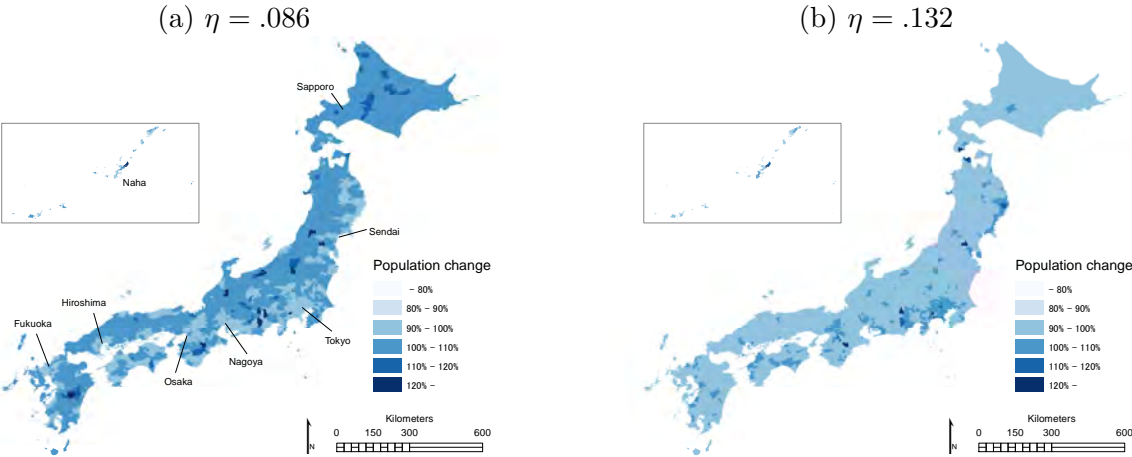 (a) η = .086
Sapporo
Naha
Sendai
Population change
– 80%
80% – 90%
90% – 100%
100% – 110%
110% – 120%
120% –
Hiroshima
Fukuoka
Tokyo
Nagoya
Osaka
Kilometers
N
0 150 300 600
(b) η = .132
Population change
– 80%
80% – 90%
90% – 100%
100% – 110%
110% – 120%
120% –
Kilometers
N
0 150 300 600